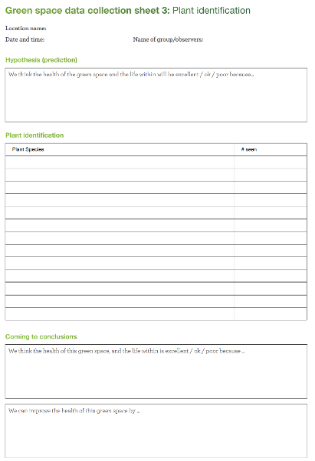 Green space data collection sheet 3: Plant identification
Location name:
Date and time: Name of group/observers:
Hypothesis (prediction)
We think the health of the green space and the life within will be excellent / ok / poor because...
Plant identification
Plant Species # seen
Coming to conclusions
We think the health of this green space, and the life within is excellent / ok / poor because ...
We can improve the health of this green space by ...